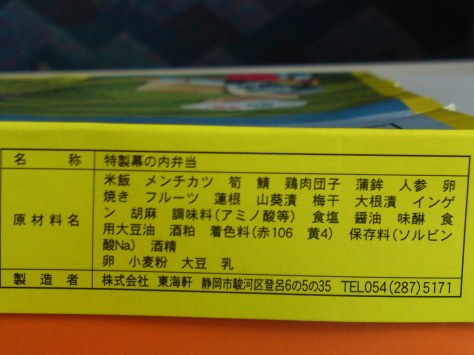 名称 特製幕の内弁当
原材料名 米飯 メンチカツ 筍 鯖 鶏肉団子 蒲鉾 人参 卵
焼き フルーツ 蓮根 山葵漬 梅干 大根漬 インゲ
ン 胡麻 調味料(アミノ酸等) 食塩 醤油 味醂 食
用大豆油 酒粕 着色料(赤106 黄4) 保存料(ソルビン
酸Na) 酒精
卵 小麦粉 大豆 乳
製造者 株式会社 東海軒 静岡市駿河区登呂6の5の35 TEL054(287)5171